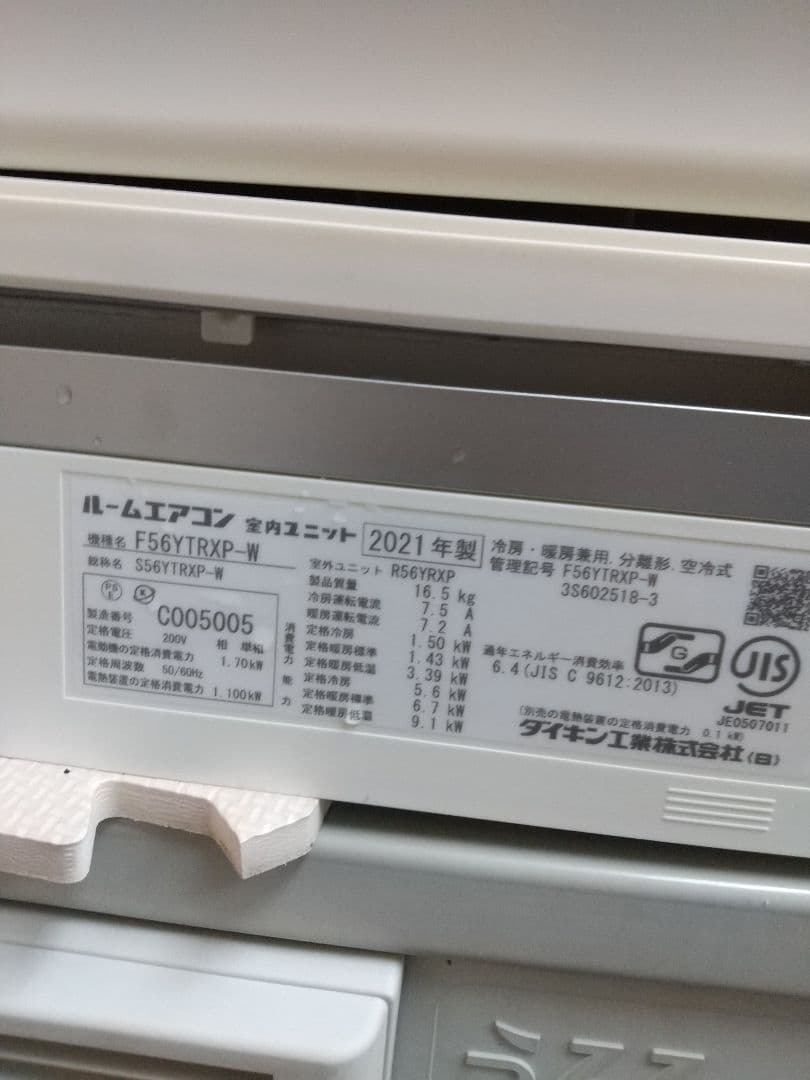 ルームエアコン 室内ユニット 2021年製
機種名 F56YTRXP-W
総称名 S56YTRXP-W
PS E
製造番号 C005005
定格電圧 200V 相 単相
電動機の定格消費電力 1.70kW
定格周波数 50/60Hz
電熱装置の定格消費電力 1.100kW
室外ユニット R56YRXP
製品質量 16.5 kg
冷房運転電流 7.5 A
暖房運転電流 7.2 A
消費電力
定格冷房 1.50 kW
定格暖房標準 1.43 kW
定格暖房低温 3.39 kW
能力
定格冷房 5.6 kW
定格暖房標準 6.7 kW
定格暖房低温 9.1 kW
冷房・暖房兼用.分離形.空冷式
管理記号 F56YTRXP-W
3S602518-3
通年エネルギー消費効率
6.4(JIS C 9612:2013)
G
JIS
JET
JE0507011
(別売の電熱装置の定格消費電力 0.1 kW)
ダイキン工業株式会社(日)